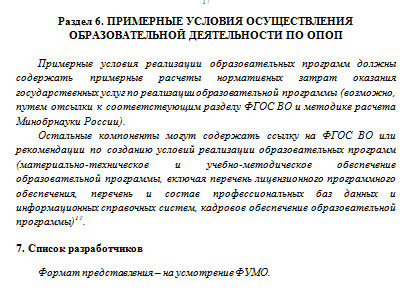 17
Раздел 6. ПРИМЕРНЫЕ УСЛОВИЯ ОСУЩЕСТВЛЕНИЯ
ОБРАЗОВАТЕЛЬНОЙ ДЕЯТЕЛЬНОСТИ ПО ОПОП
Примерные условия реализации образовательных программ должны
содержать примерные расчеты нормативных затрат оказания
государственных услуг по реализации образовательной программы (возможно,
путем отсылки к соответствующим разделу ФГОС ВО и методике расчета
Минобрнауки России).
Остальные компоненты могут содержать ссылку на ФГОС ВО или
рекомендации по созданию условий реализации образовательных программ
(материально-техническое и учебно-методическое обеспечение
образовательной программы, включая перечень лицензионного программного
обеспечения, перечень и состав профессиональных баз данных и
информационных справочных систем, кадровое обеспечение образовательной
программы)17.
7. Список разработчиков
Формат представления – на усмотрение ФУМО.